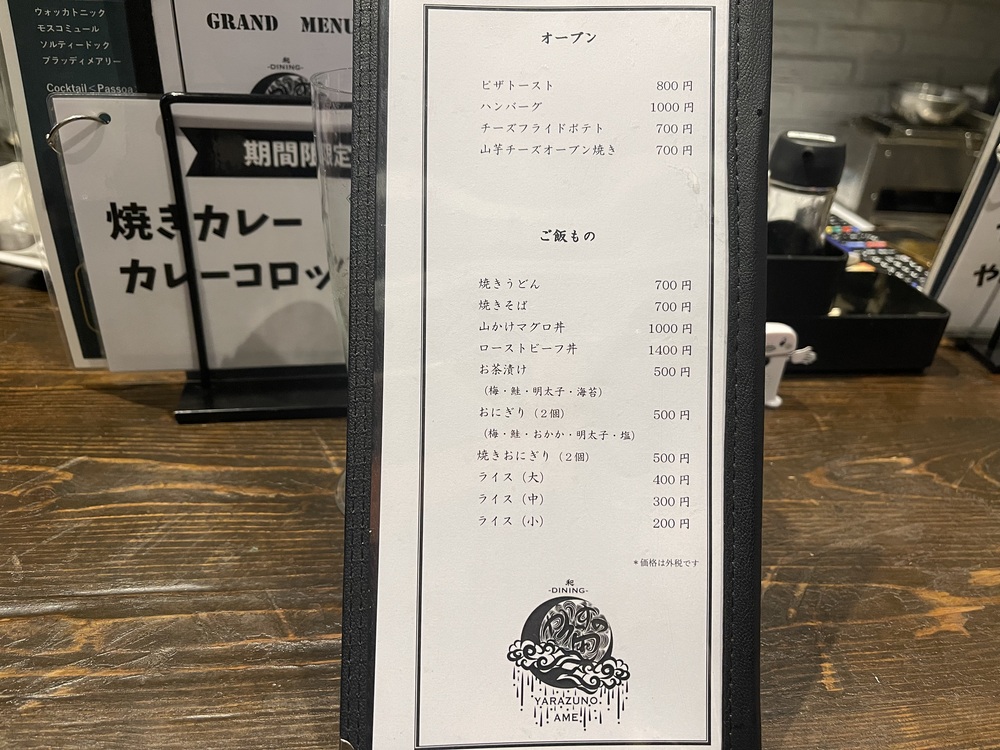 ウォッカトニック
モスコミュール
ソルティードック
ブラッディメアリー
Cocktail<Passoa
GRAND MENU
和
-DINING-
期間限定
焼きカレー
カレーコロッ
オーブン
ピザトースト 800円
ハンバーグ 1000円
チーズフライドポテト 700円
山芋チーズオーブン焼き 700円
ご飯もの
焼きうどん 700円
焼きそば 700円
山かけマグロ丼 1000円
ローストビーフ丼 1400円
お茶漬け 500円
（梅・鮭・明太子・海苔）
おにぎり（２個） 500円
（梅・鮭・おかか・明太子・塩）
焼きおにぎり（２個） 500円
ライス（大） 400円
ライス（中） 300円
ライス（小） 200円
＊価格は外税です
和
-DINING-
やらずの雨
YARAZUNO
AME
や